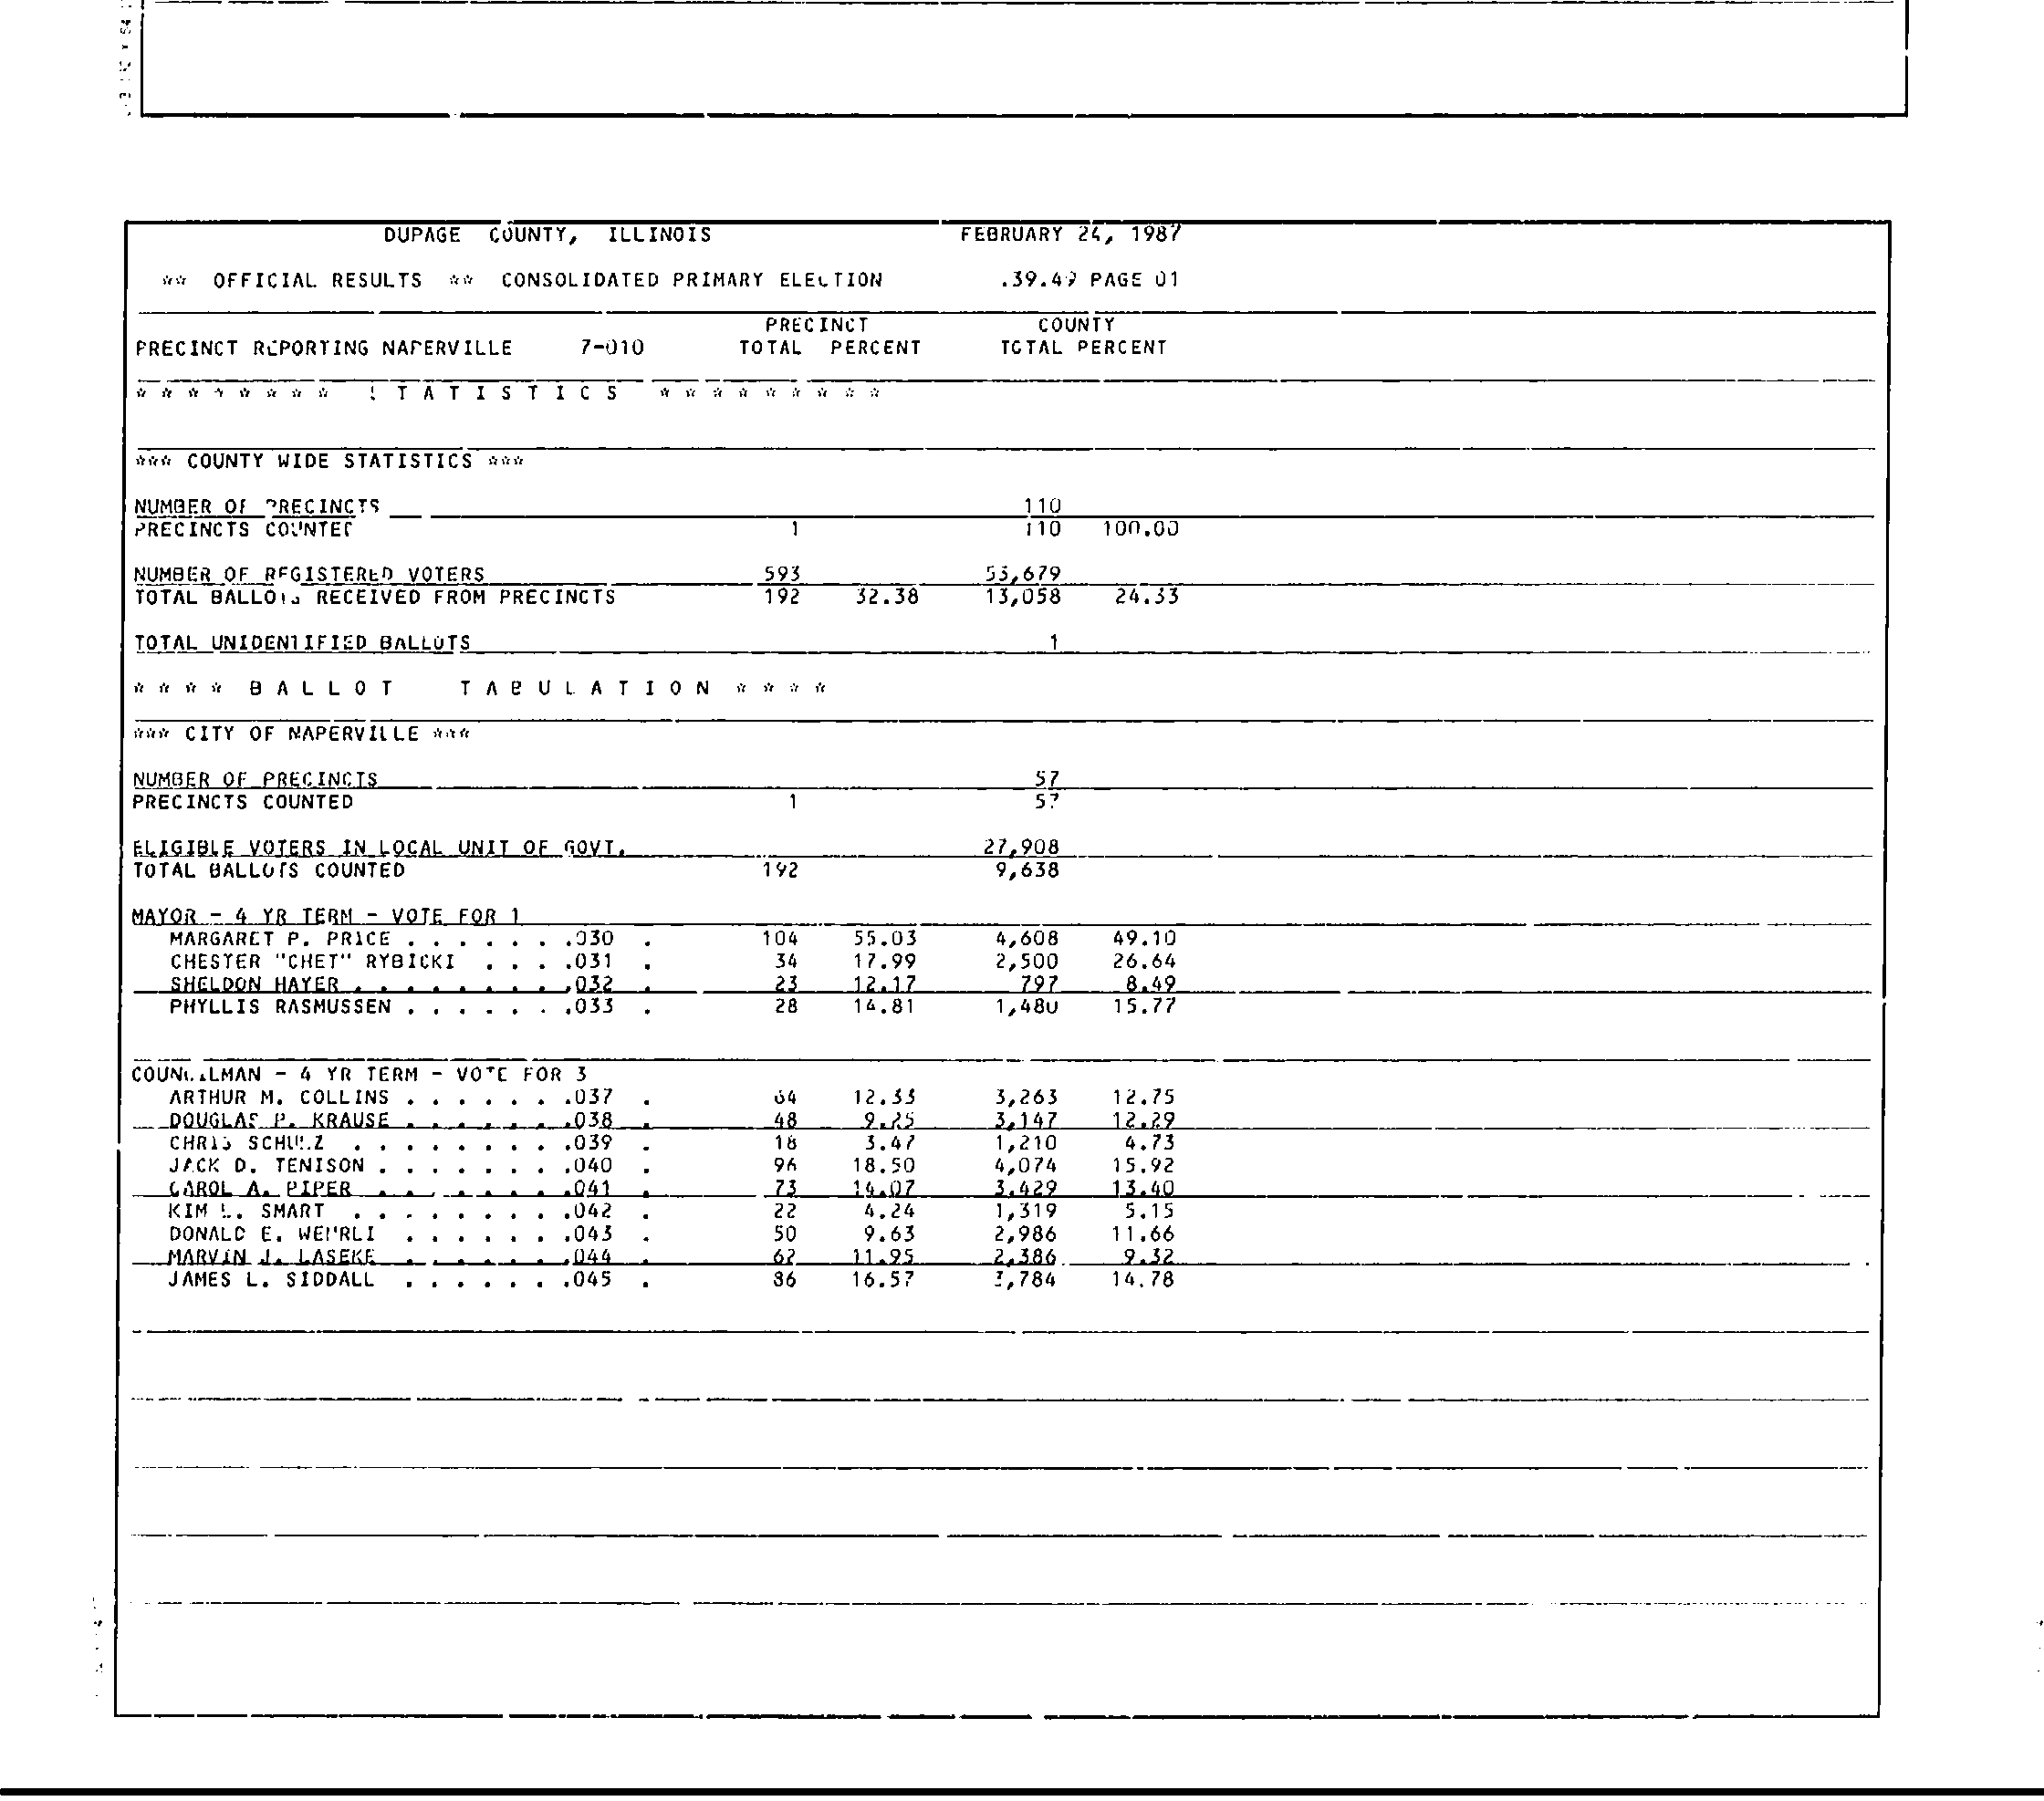 DUPAGE COUNTY, ILLINOIS FEBRUARY 24, 1987
** OFFICIAL RESULTS ** CONSOLIDATED PRIMARY ELECTION .39.49 PAGE 01
PRECINCT COUNTY
PRECINCT REPORTING NAPERVILLE 7-010 TOTAL PERCENT TOTAL PERCENT
* * * * * * * * S T A T I S T I C S * * * * * * * * *
*** COUNTY WIDE STATISTICS ***
NUMBER OF PRECINCTS 110
PRECINCTS COUNTED 1 110 100.00
NUMBER OF REGISTERED VOTERS 593 53,679
TOTAL BALLOTS RECEIVED FROM PRECINCTS 192 32.38 13,058 24.33
TOTAL UNIDENTIFIED BALLOTS 1
* * * * B A L L O T T A B U L A T I O N * * * *
*** CITY OF NAPERVILLE ***
NUMBER OF PRECINCTS 57
PRECINCTS COUNTED 1 57
ELIGIBLE VOTERS IN LOCAL UNIT OF GOVT. 27,908
TOTAL BALLOTS COUNTED 192 9,638
MAYOR - 4 YR TERM - VOTE FOR 1
MARGARET P. PRICE . . . . . . .030 . 104 55.03 4,608 49.10
CHESTER "CHET" RYBICKI . . . .031 . 34 17.99 2,500 26.64
SHELDON HAYER . . . . . . . . .032 . 23 12.17 797 8.49
PHYLLIS RASMUSSEN . . . . . . .033 . 28 14.81 1,480 15.77
COUNCILMAN - 4 YR TERM - VOTE FOR 3
ARTHUR M. COLLINS . . . . . . .037 . 64 12.33 3,263 12.75
DOUGLAS P. KRAUSE . . . . . . .038 . 48 9.25 3,147 12.29
CHRIS SCHULZ . . . . . . . . .039 . 18 3.47 1,210 4.73
JACK D. TENISON . . . . . . . .040 . 96 18.50 4,074 15.92
CAROL A. PIPER . . . . . . . .041 . 73 14.07 3,429 13.40
KIM L. SMART . . . . . . . . .042 . 22 4.24 1,319 5.15
DONALD E. WEHRLI . . . . . . .043 . 50 9.63 2,986 11.66
MARVIN J. LASEKE . . . . . . .044 . 62 11.95 2,386 9.32
JAMES L. SIDDALL . . . . . . .045 . 86 16.57 3,784 14.78